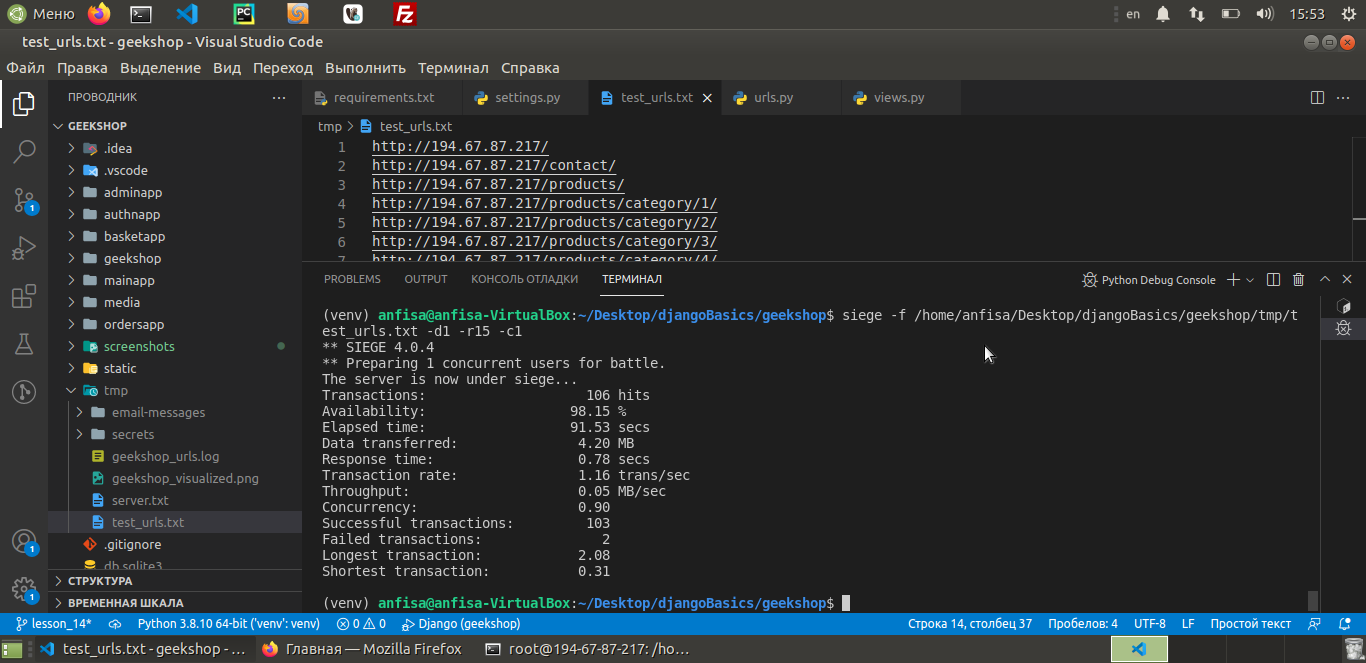 Меню
en
15:53
test_urls.txt - geekshop - Visual Studio Code
Файл Правка Выделение Вид Переход Выполнить Терминал Справка
ПРОВОДНИК
GEEKSHOP
.idea
.vscode
adminapp
authnapp
basketapp
geekshop
mainapp
media
ordersapp
screenshots
static
tmp
email-messages
secrets
geekshop_urls.log
geekshop_visualized.png
server.txt
test_urls.txt
.gitignore
db.sqlite3
СТРУКТУРА
ВРЕМЕННАЯ ШКАЛА
1
1
1
requirements.txt settings.py test_urls.txt urls.py views.py
tmp > test_urls.txt
1 http://194.67.87.217/
2 http://194.67.87.217/contact/
3 http://194.67.87.217/products/
4 http://194.67.87.217/products/category/1/
5 http://194.67.87.217/products/category/2/
6 http://194.67.87.217/products/category/3/
7 http://194.67.87.217/products/category/4/
PROBLEMS OUTPUT КОНСОЛЬ ОТЛАДКИ ТЕРМИНАЛ
Python Debug Console
(venv) anfisa@anfisa-VirtualBox:~/Desktop/djangoBasics/geekshop$ siege -f /home/anfisa/Desktop/djangoBasics/geekshop/tmp/t
est_urls.txt -d1 -r15 -c1
** SIEGE 4.0.4
** Preparing 1 concurrent users for battle.
The server is now under siege...
Transactions: 106 hits
Availability: 98.15 %
Elapsed time: 91.53 secs
Data transferred: 4.20 MB
Response time: 0.78 secs
Transaction rate: 1.16 trans/sec
Throughput: 0.05 MB/sec
Concurrency: 0.90
Successful transactions: 103
Failed transactions: 2
Longest transaction: 2.08
Shortest transaction: 0.31
(venv) anfisa@anfisa-VirtualBox:~/Desktop/djangoBasics/geekshop$
lesson_14* Python 3.8.10 64-bit ('venv': venv) 0 0 Django (geekshop)
Строка 14, столбец 37 Пробелов: 4 UTF-8 LF Простой текст
test_urls.txt - geekshop - ... Главная — Mozilla Firefox root@194-67-87-217: /ho...